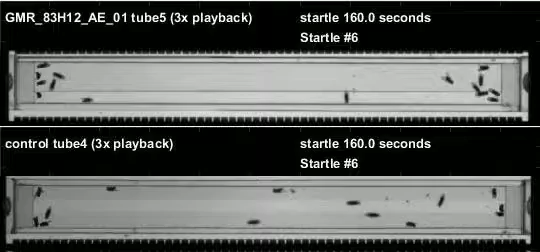 GMR_83H12_AE_01 tube5 (3x playback) startle 160.0 seconds
Startle #6
control tube4 (3x playback) startle 160.0 seconds
Startle #6